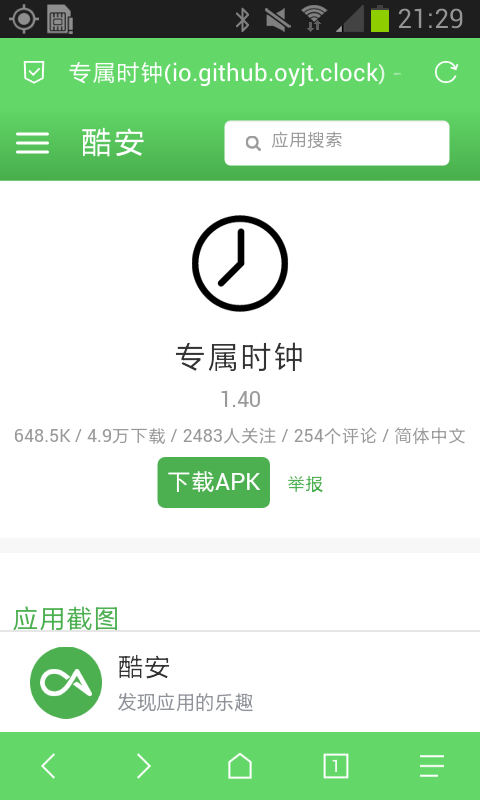 21:29
专属时钟(io.github.oyjt.clock) -
酷安
应用搜索
专属时钟
1.40
648.5K / 4.9万下载 / 2483人关注 / 254个评论 / 简体中文
下载APK 举报
应用截图
酷安
发现应用的乐趣
1